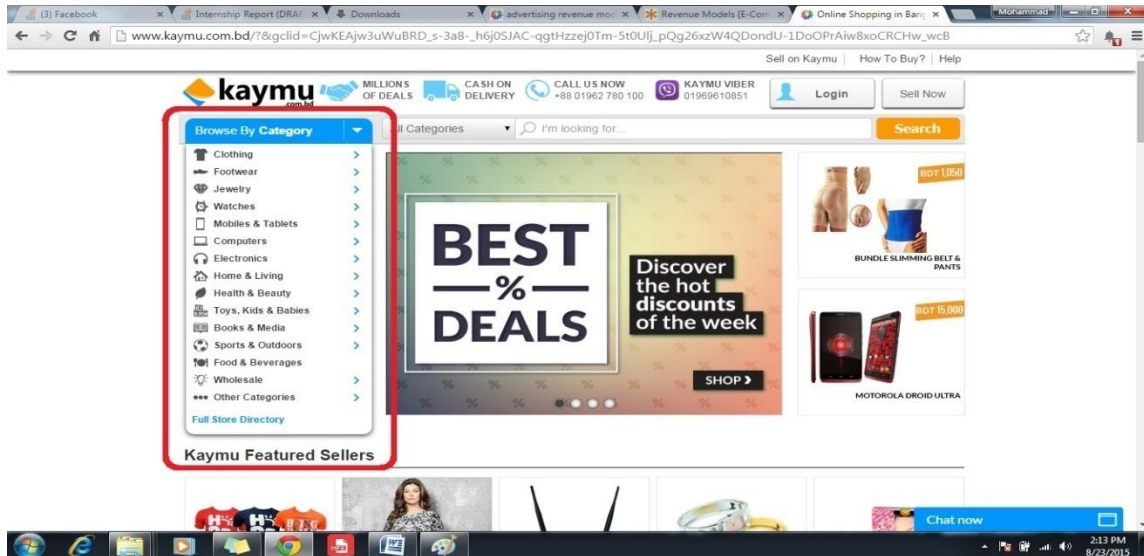 (3) Facebook
Internship Report (DRAF
Downloads
advertising revenue mod
Revenue Models [E-Com
Online Shopping in Bang
Mohammad
www.kaymu.com.bd/?&gclid=CjwKEAjw3uWuBRD_s-3a8-_h6j0SJAC-qgtHzzej0Tm-5t0Ulj_pQg26xzW4QDondU-1DoOPrAiw8xoCRCHw_wcB
Sell on Kaymu | How To Buy? | Help
kaymu
.com.bd
MILLIONS
OF DEALS
CASH ON
DELIVERY
CALL US NOW
+88 01962 780 100
KAYMU VIBER
01969610851
Login
Sell Now
Browse By Category
All Categories
I'm looking for...
Search
Clothing
Footwear
Jewelry
Watches
Mobiles & Tablets
Computers
Electronics
Home & Living
Health & Beauty
Toys, Kids & Babies
Books & Media
Sports & Outdoors
Food & Beverages
Wholesale
Other Categories
Full Store Directory
BEST
%
DEALS
Discover
the hot
discounts
of the week
SHOP
BDT 1,050
BUNDLE SLIMMING BELT &
PANTS
BDT 15,000
MOTOROLA DROID ULTRA
Kaymu Featured Sellers
Chat now
2:13 PM
8/23/2015